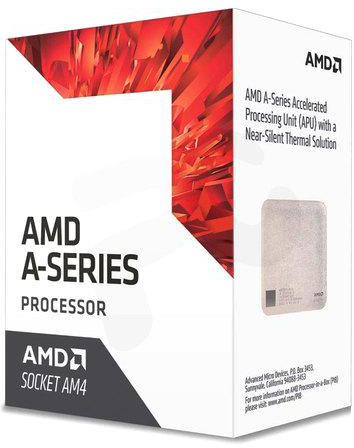 AMD
A-SERIES
PROCESSOR
AMD
SOCKET AM4
AMD
AMD A-Series Accelerated
Processing Unit (APU) with a
Near-Silent Thermal Solution
Advanced Micro Devices, P.O. Box 3453,
Sunnyvale, California 94088-3453
For more information on AMD Processor-in-a-Box (PIB)
please visit: www.amd.com/PIB